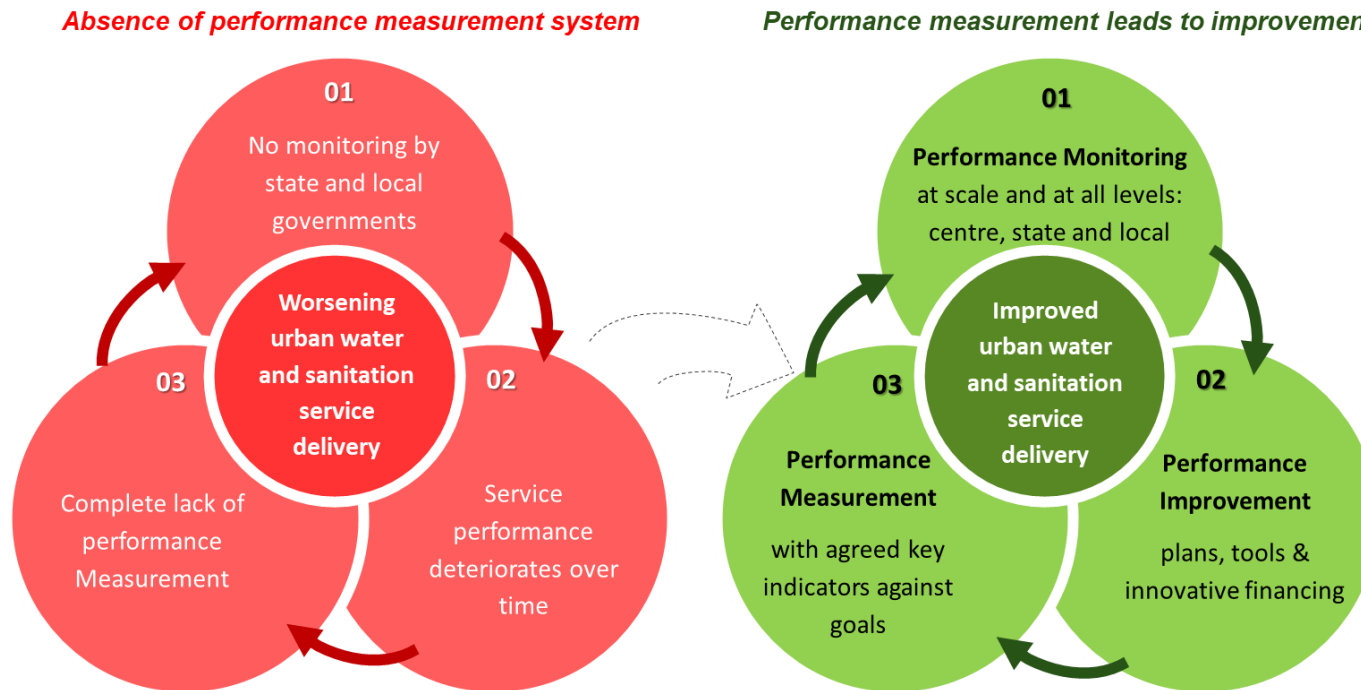 Absence of performance measurement system
01
No monitoring by
state and local
governments
Worsening
urban water
and sanitation
service
delivery
02
Service
performance
deteriorates over
time
03
Complete lack of
performance
Measurement
Performance measurement leads to improvemen
01
Performance Monitoring
at scale and at all levels:
centre, state and local
Improved
urban water
and sanitation
service
delivery
02
Performance
Improvement
plans, tools &
innovative financing
03
Performance
Measurement
with agreed key
indicators against
goals